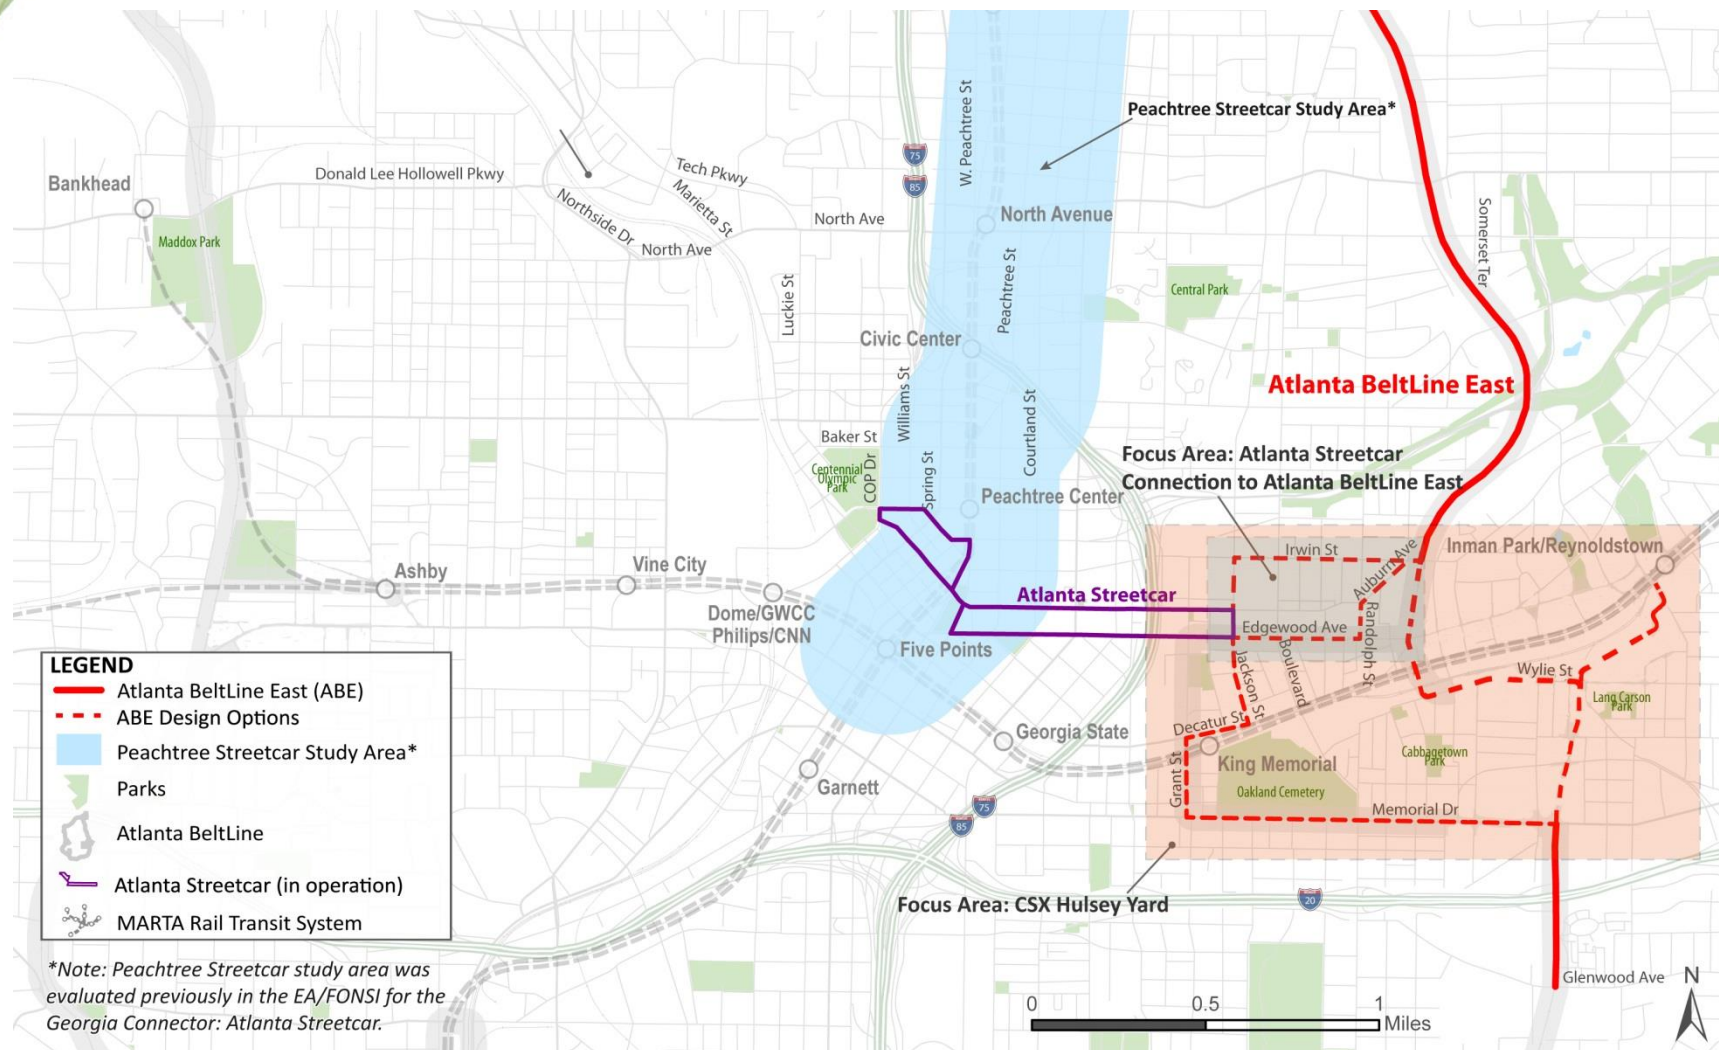 Peachtree Streetcar Study Area*
W. Peachtree St
75
85
Bankhead
Donald Lee Hollowell Pkwy
Tech Pkwy
Marietta St
Northside Dr
North Ave
North Ave
North Avenue
Maddox Park
Somerset Ter
Luckie St
Peachtree St
Central Park
Civic Center
Williams St
Atlanta BeltLine East
Courtland St
Baker St
Centennial
Olympic
Park
COP Dr
Spring St
Peachtree Center
Focus Area: Atlanta Streetcar
Connection to Atlanta BeltLine East
Irwin St
Auburn Ave
Inman Park/Reynoldstown
Ashby
Vine City
Dome/GWCC
Philips/CNN
Atlanta Streetcar
Edgewood Ave
Randolph St
Five Points
Jackson St
Boulevard
Wylie St
Lang Carson
Park
Decatur St
Georgia State
King Memorial
Cabbagetown
Park
Garnett
Grant St
Oakland Cemetery
Memorial Dr
75
85
20
Focus Area: CSX Hulsey Yard
Glenwood Ave
LEGEND
Atlanta BeltLine East (ABE)
ABE Design Options
Peachtree Streetcar Study Area*
Parks
Atlanta BeltLine
Atlanta Streetcar (in operation)
MARTA Rail Transit System
*Note: Peachtree Streetcar study area was
evaluated previously in the EA/FONSI for the
Georgia Connector: Atlanta Streetcar.
0 0.5 1
Miles
N